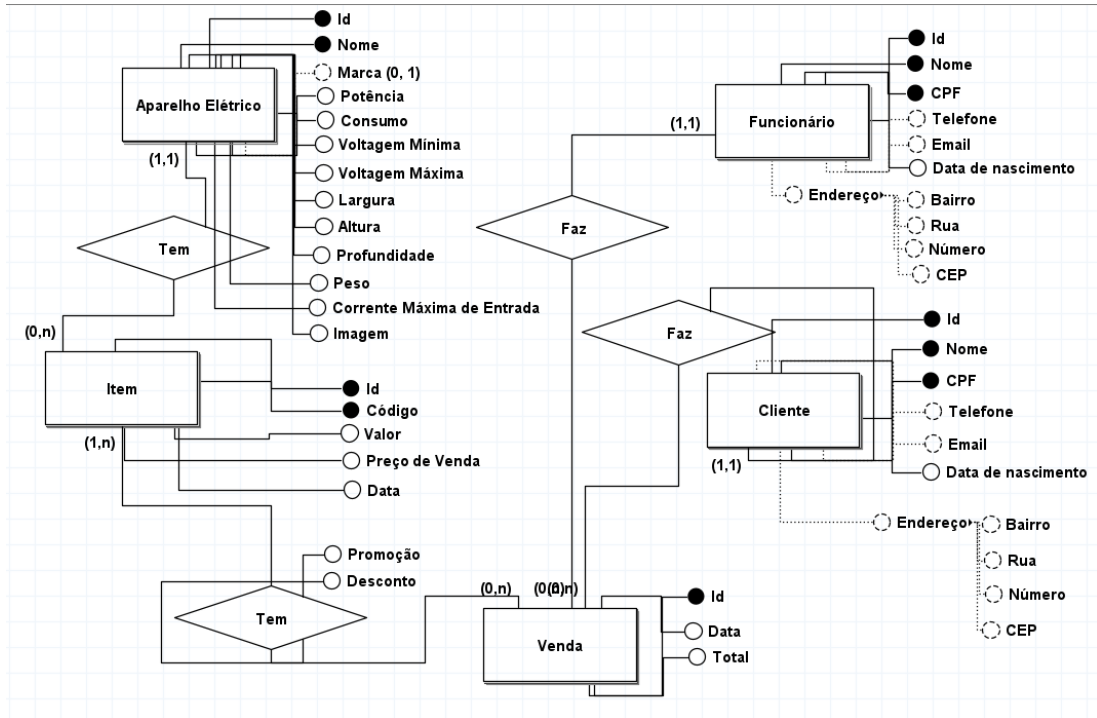 Id
Nome
Marca (0, 1)
Aparelho Elétrico
Potência
Consumo
Voltagem Mínima
(1,1)
Voltagem Máxima
Largura
Altura
Tem
Profundidade
Peso
Corrente Máxima de Entrada
(0,n)
Imagem
Item
Id
Código
(1,n)
Valor
Preço de Venda
Data
Promoção
Desconto
Tem
Id
Nome
CPF
(1,1)
Funcionário
Telefone
Email
Data de nascimento
Endereço
Bairro
Rua
Número
CEP
Faz
Faz
Id
Nome
CPF
Cliente
Telefone
Email
(1,1)
Data de nascimento
Endereço
Bairro
Rua
Número
CEP
(0,n)
Id
Data
Venda
Total